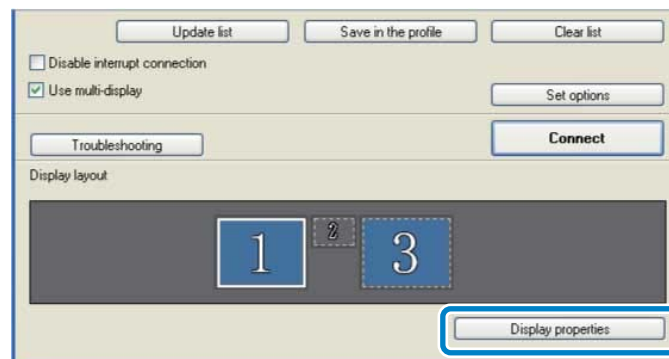 Update list Save in the profile Clear list
Disable interrupt connection
Use multi-display
Set options
Troubleshooting Connect
Display layout
1 2 3
Display properties